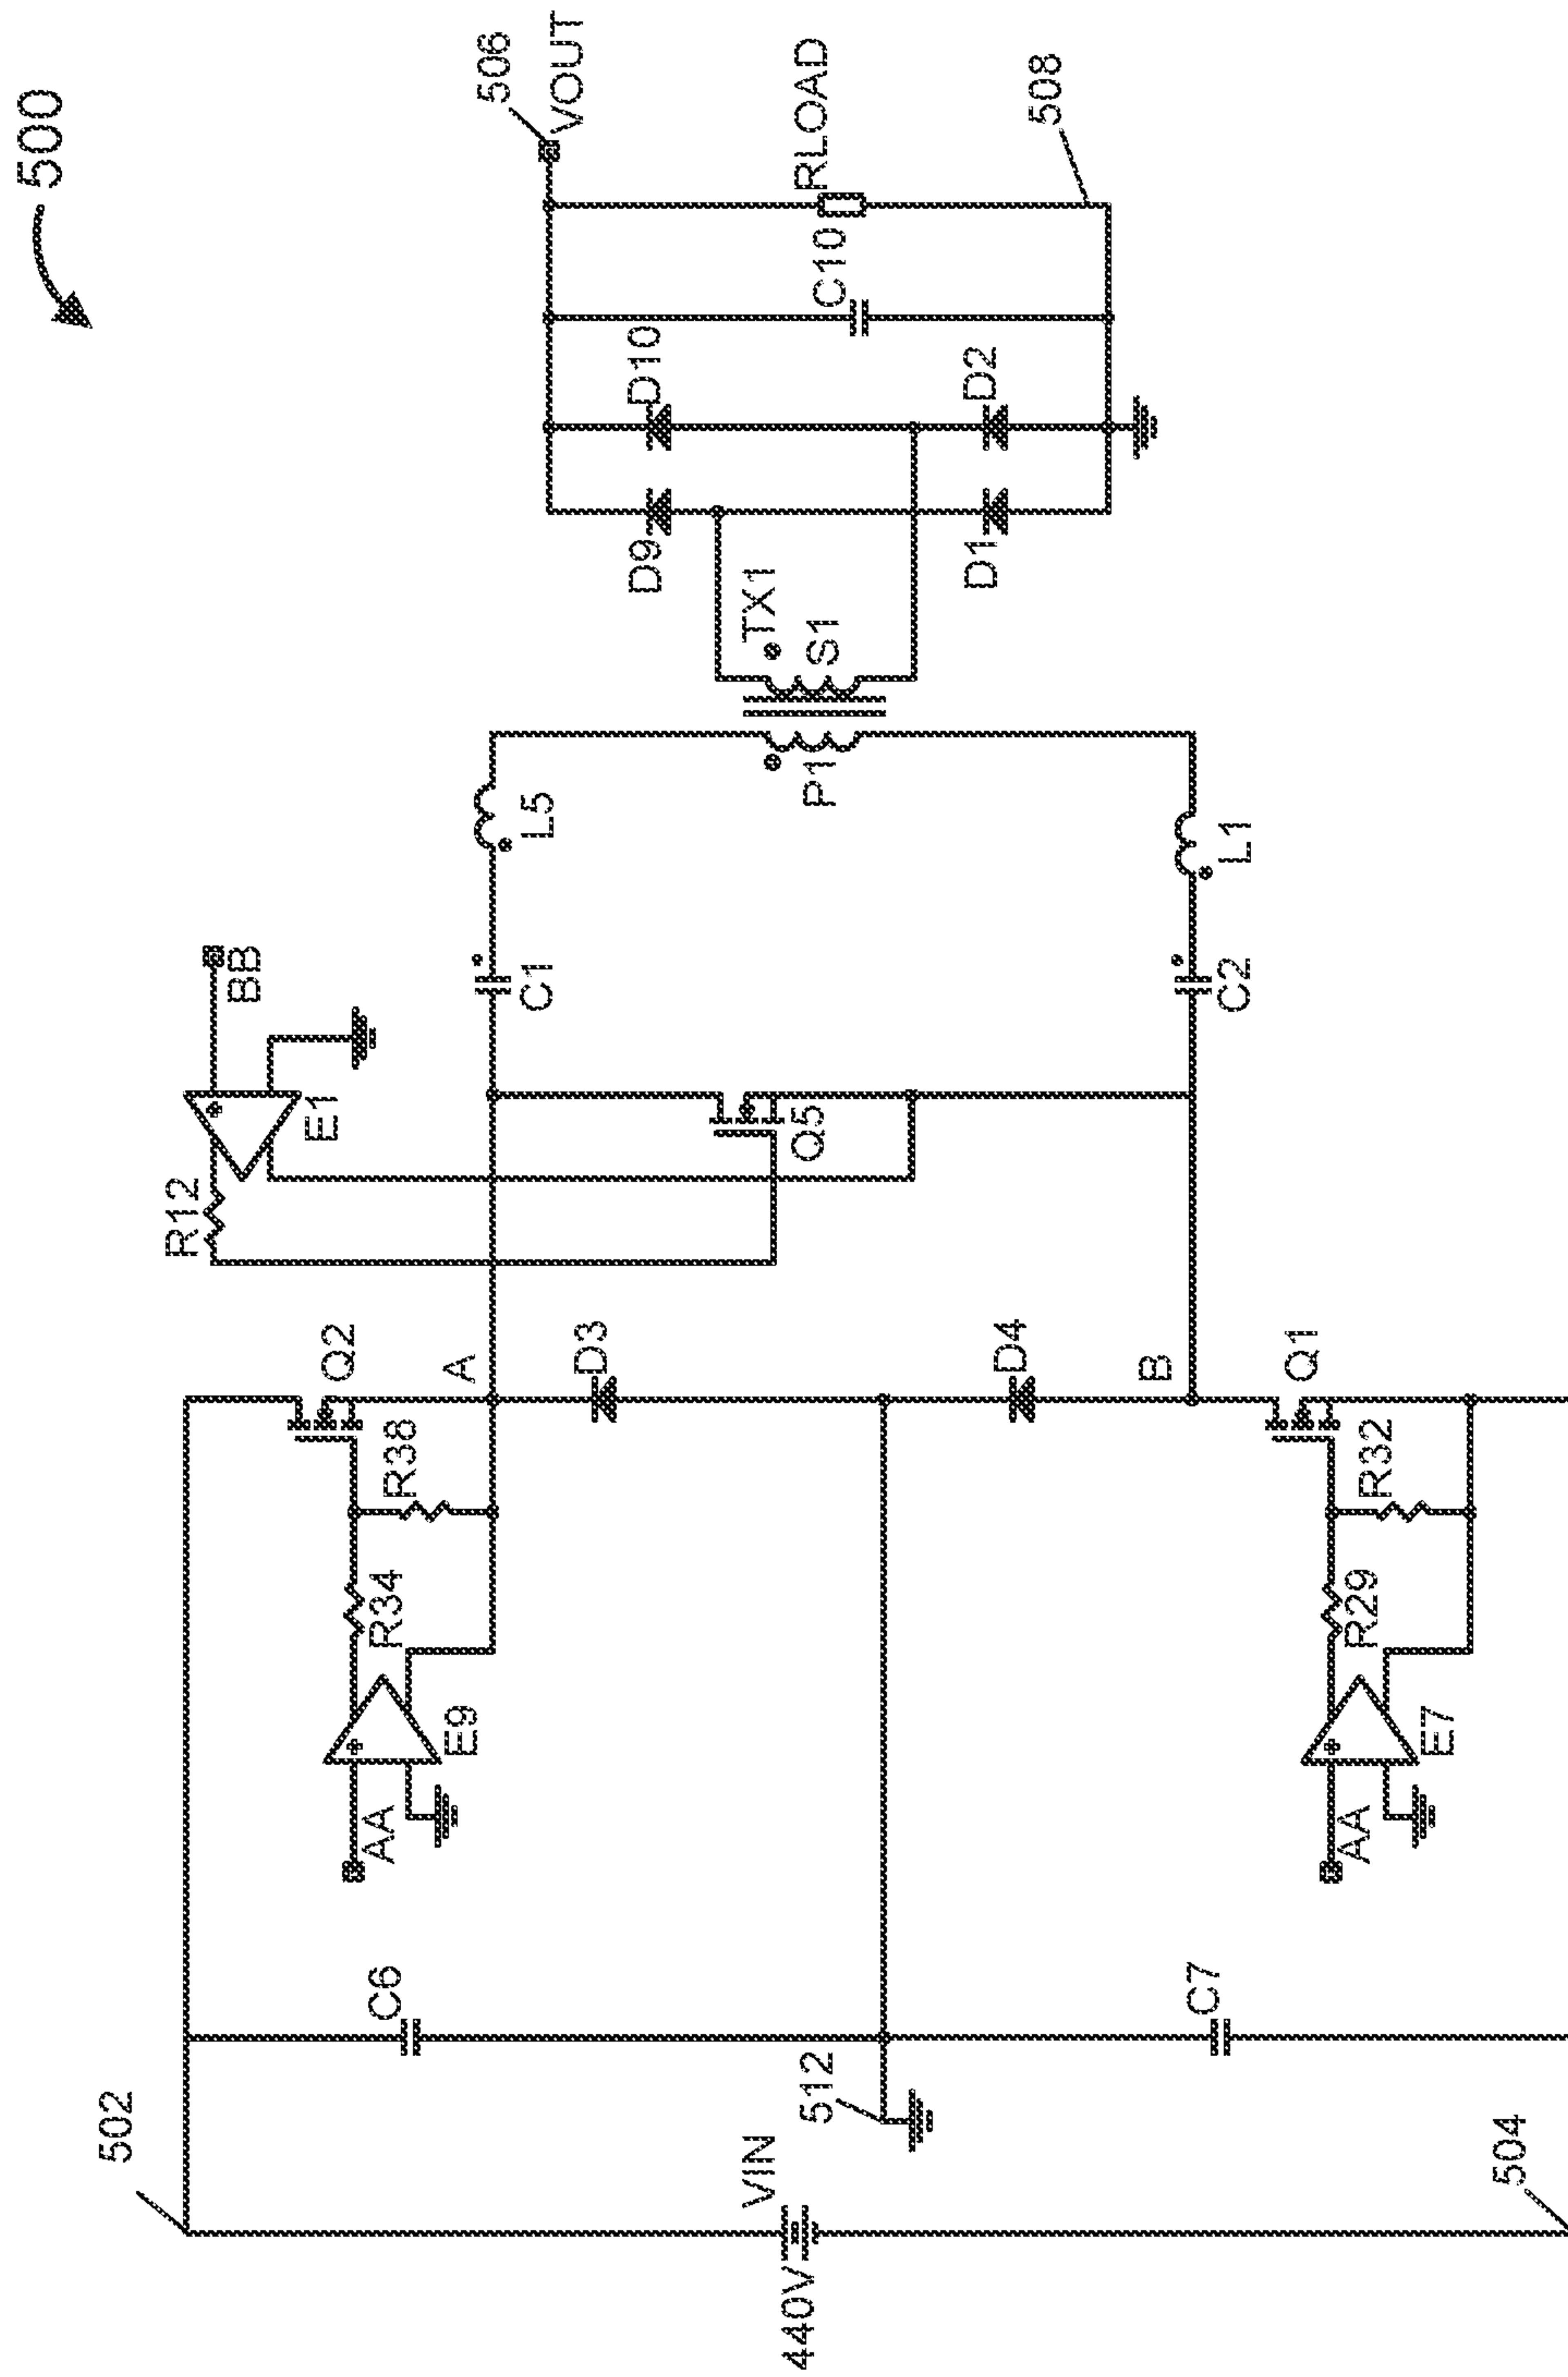 500
506
VOUT
RLOAD
508
C10
D10
D2
D9
D1
TX1
S1
P1
L5
L1
BB
E1
C1
C2
R12
Q5
Q2
A
D3
D4
B
Q1
R38
R32
R34
R29
E9
E7
AA
AA
C6
C7
502
512
504
VIN
440V